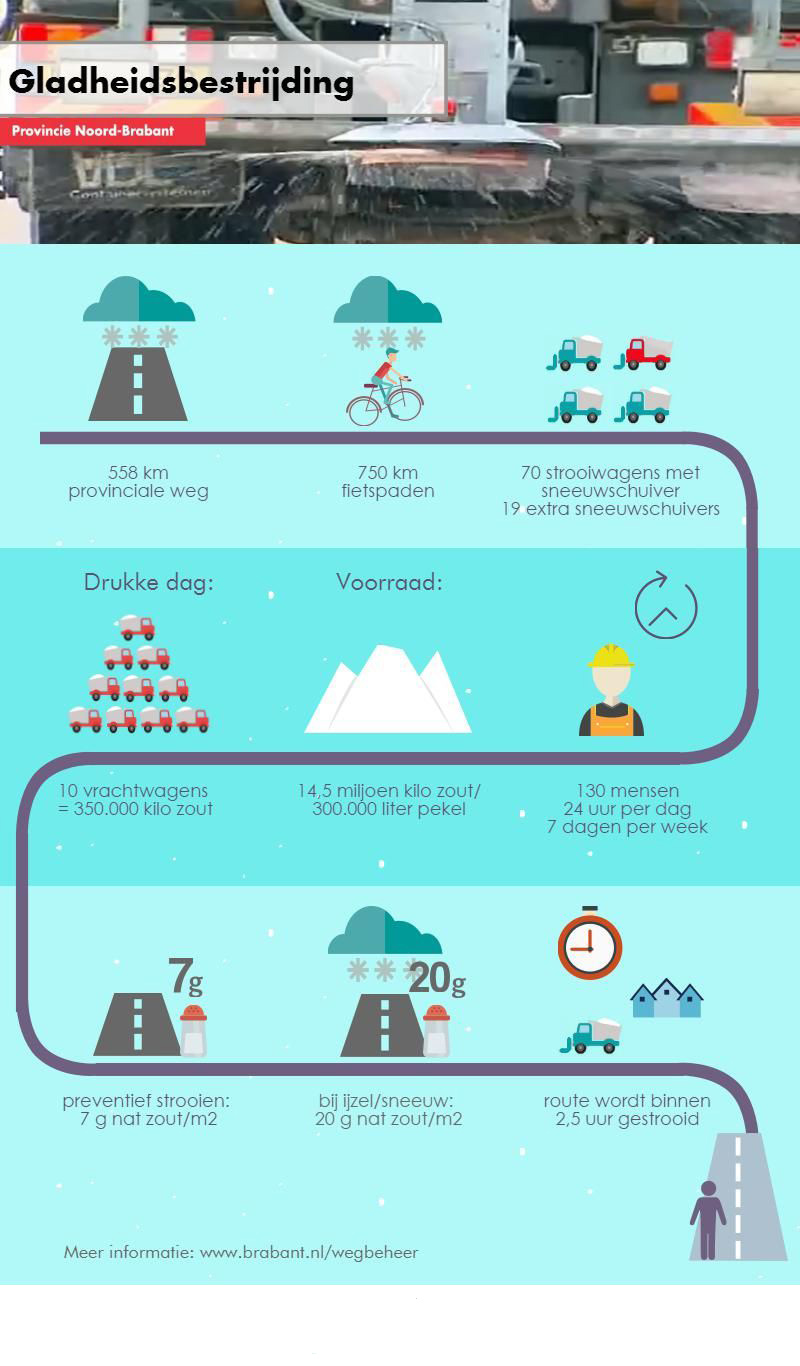 Gladheidsbestrijding
Provincie Noord-Brabant
Containersystemen
558 km
provinciale weg
750 km
fietspaden
70 strooiwagens met
sneeuwschuiver
19 extra sneeuwschuivers
Drukke dag:
10 vrachtwagens
= 350.000 kilo zout
Voorraad:
14,5 miljoen kilo zout/
300.000 liter pekel
130 mensen
24 uur per dag
7 dagen per week
7g
preventief strooien:
7 g nat zout/m2
20g
bij ijzel/sneeuw:
20 g nat zout/m2
route wordt binnen
2,5 uur gestrooid
Meer informatie: www.brabant.nl/wegbeheer